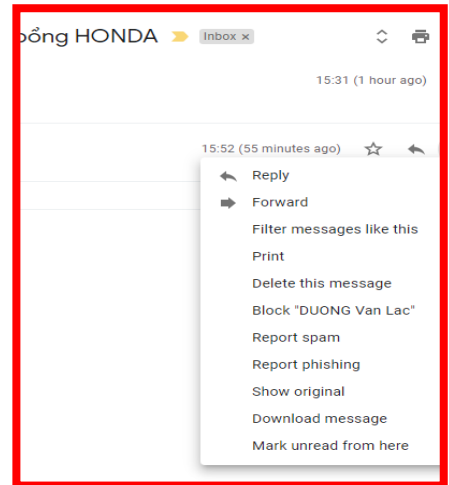 HONDA Inbox ×
15:31 (1 hour ago)
15:52 (55 minutes ago)
Reply
Forward
Filter messages like this
Print
Delete this message
Block "DUONG Van Lac"
Report spam
Report phishing
Show original
Download message
Mark unread from here